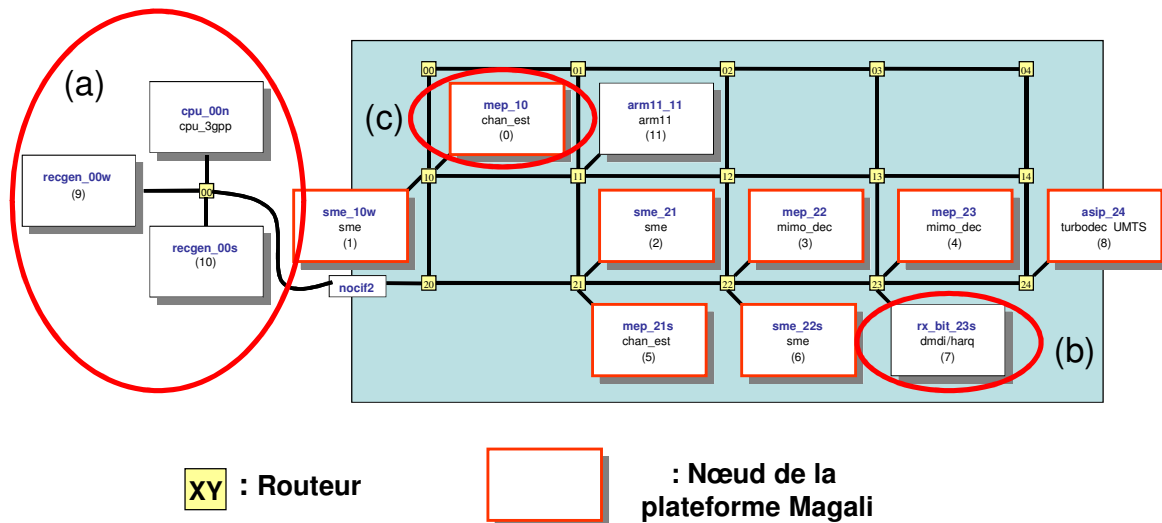 (a)
cpu_00n
cpu_3gpp
recgen_00w
(9)
00
recgen_00s
(10)
nocif2
00
01
02
03
04
(c)
mep_10
chan_est
(0)
arm11_11
arm11
(11)
10
11
12
13
14
sme_10w
sme
(1)
sme_21
sme
(2)
mep_22
mimo_dec
(3)
mep_23
mimo_dec
(4)
asip_24
turbodec UMTS
(8)
20
21
22
23
24
mep_21s
chan_est
(5)
sme_22s
sme
(6)
rx_bit_23s
dmdi/harq
(7)
(b)
XY : Routeur
: Nœud de la
plateforme Magali